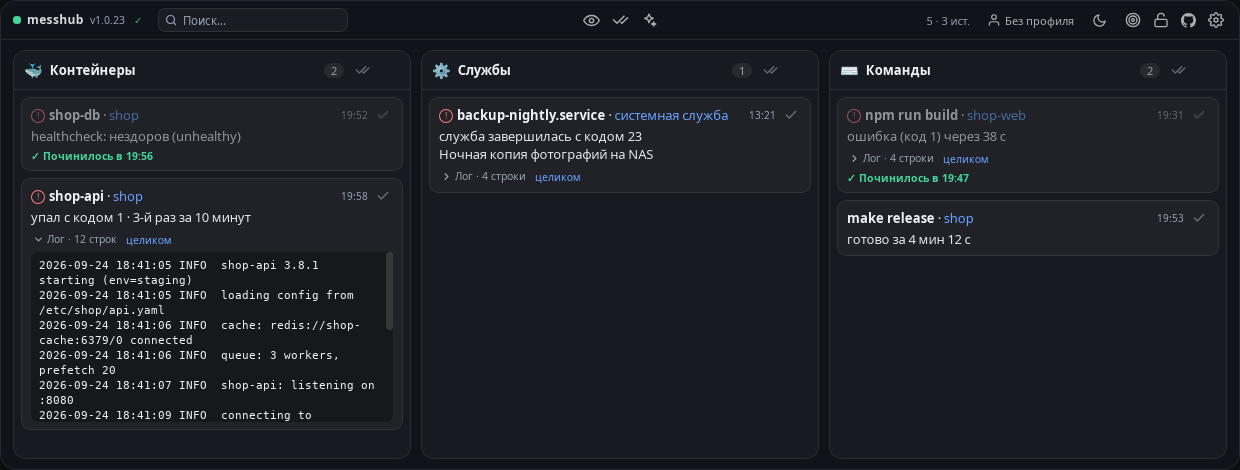 messhub v1.0.23 ✓ Поиск... 5 · 3 ист. Без профиля
Контейнеры 2
shop-db · shop 19:52
healthcheck: нездоров (unhealthy)
✓ Починилось в 19:56
shop-api · shop 19:58
упал с кодом 1 · 3-й раз за 10 минут
Лог · 12 строк целиком
2026-09-24 18:41:05 INFO shop-api 3.8.1
starting (env=staging)
2026-09-24 18:41:05 INFO loading config from
/etc/shop/api.yaml
2026-09-24 18:41:06 INFO cache: redis://shop-
cache:6379/0 connected
2026-09-24 18:41:06 INFO queue: 3 workers,
prefetch 20
2026-09-24 18:41:07 INFO shop-api: listening on
:8080
2026-09-24 18:41:09 INFO connecting to
Службы 1
backup-nightly.service · системная служба 13:21
служба завершилась с кодом 23
Ночная копия фотографий на NAS
Лог · 4 строки целиком
Команды 2
npm run build · shop-web 19:31
ошибка (код 1) через 38 с
Лог · 4 строки целиком
✓ Починилось в 19:47
make release · shop 19:53
готово за 4 мин 12 с